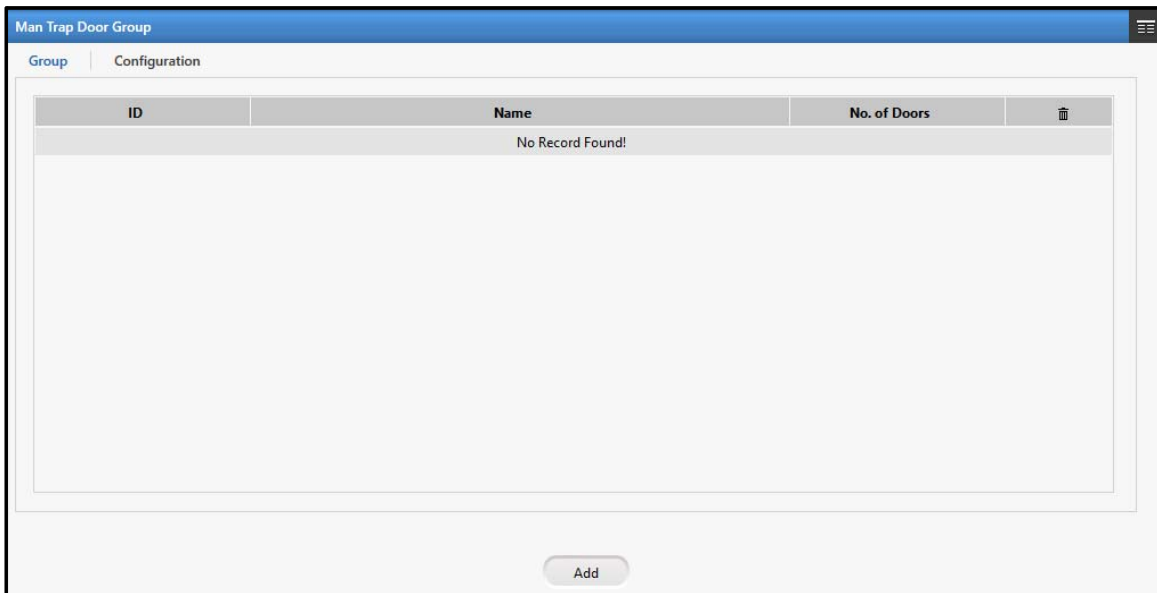 Man Trap Door Group
Group Configuration
ID Name No. of Doors
No Record Found!
Add